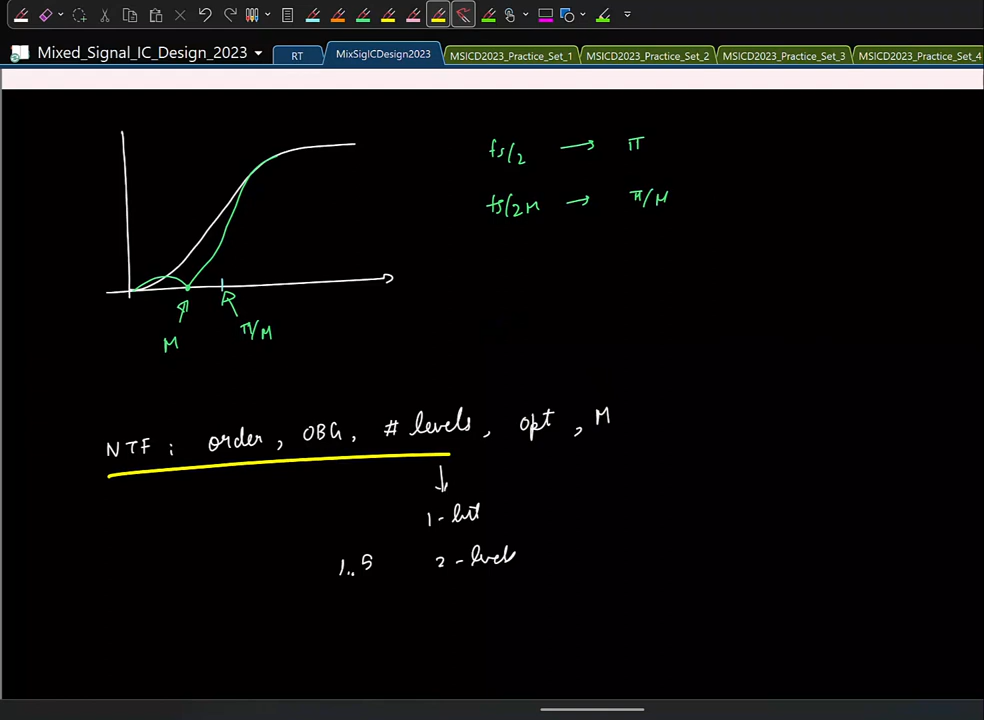 Mixed_Signal_IC_Design_2023
RT
MixSigICDesign2023
MSICD2023_Practice_Set_1
MSICD2023_Practice_Set_2
MSICD2023_Practice_Set_3
MSICD2023_Practice_Set_4
fs/2 → π
fs/2M → π/M
M
π/M
NTF : order, OBG, # levels, opt, M
1-bit
1..5
2-levels